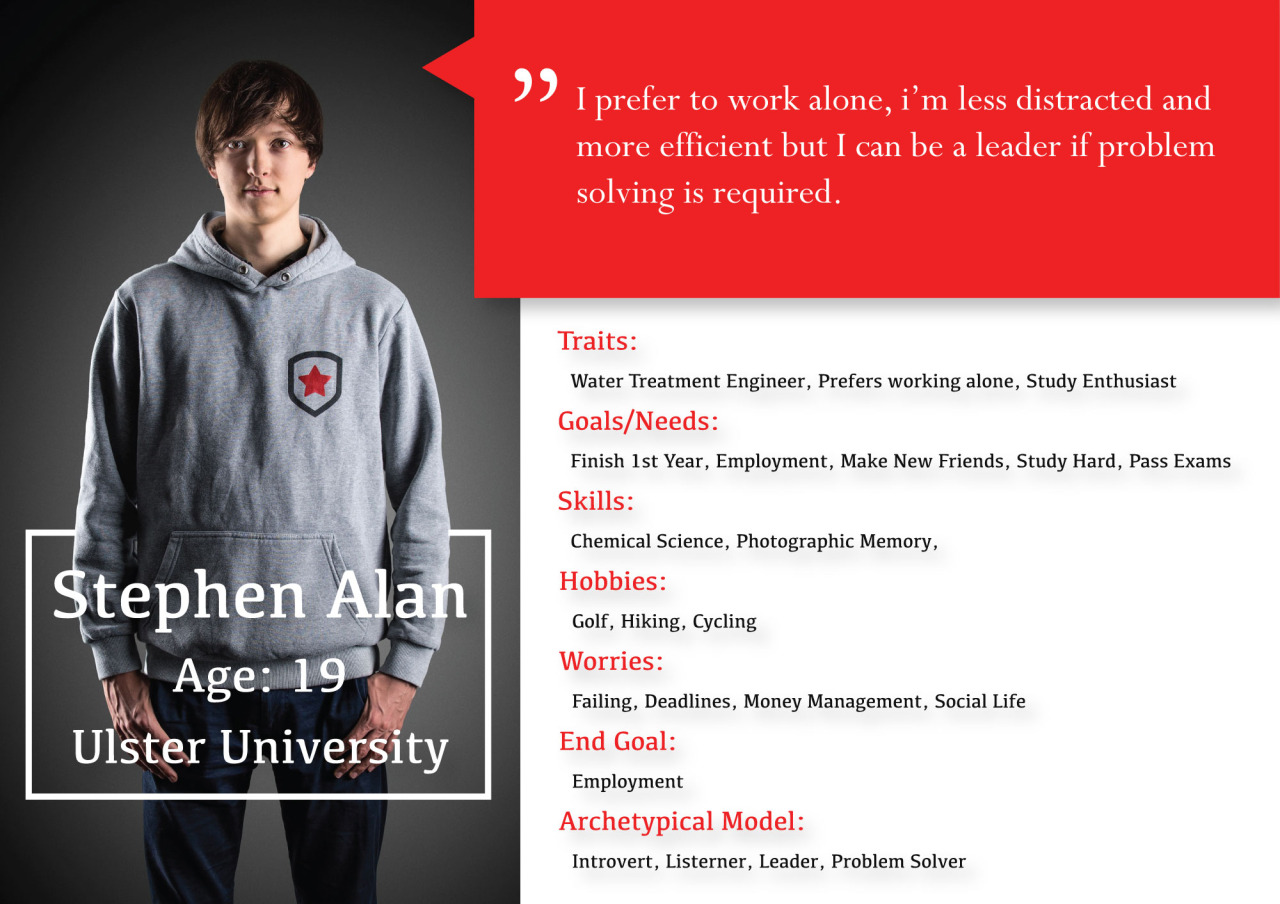 ” I prefer to work alone, i’m less distracted and
more efficient but I can be a leader if problem
solving is required.
Stephen Alan
Age: 19
Ulster University
Traits:
Water Treatment Engineer, Prefers working alone, Study Enthusiast
Goals/Needs:
Finish 1st Year, Employment, Make New Friends, Study Hard, Pass Exams
Skills:
Chemical Science, Photographic Memory,
Hobbies:
Golf, Hiking, Cycling
Worries:
Failing, Deadlines, Money Management, Social Life
End Goal:
Employment
Archetypical Model:
Introvert, Listerner, Leader, Problem Solver